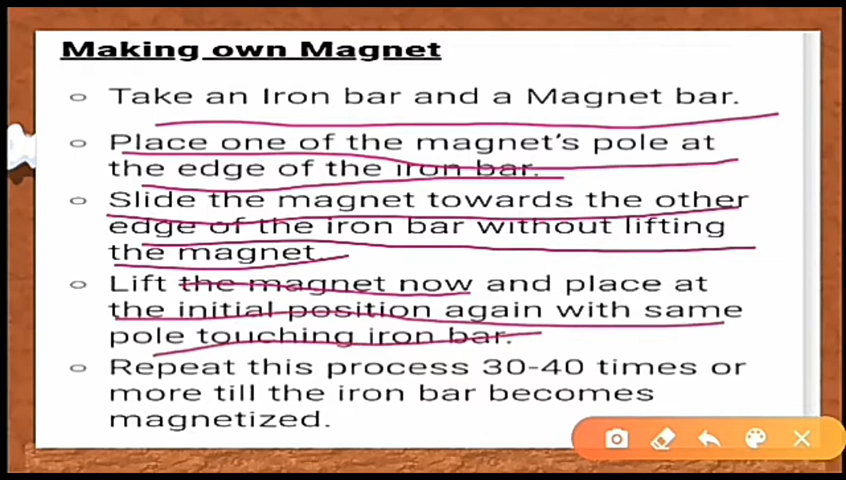 Making own Magnet
Take an Iron bar and a Magnet bar.
Place one of the magnet's pole at
the edge of the iron bar.
Slide the magnet towards the other
edge of the iron bar without lifting
the magnet.
Lift the magnet now and place at
the initial position again with same
pole touching iron bar.
Repeat this process 30-40 times or
more till the iron bar becomes
magnetized.